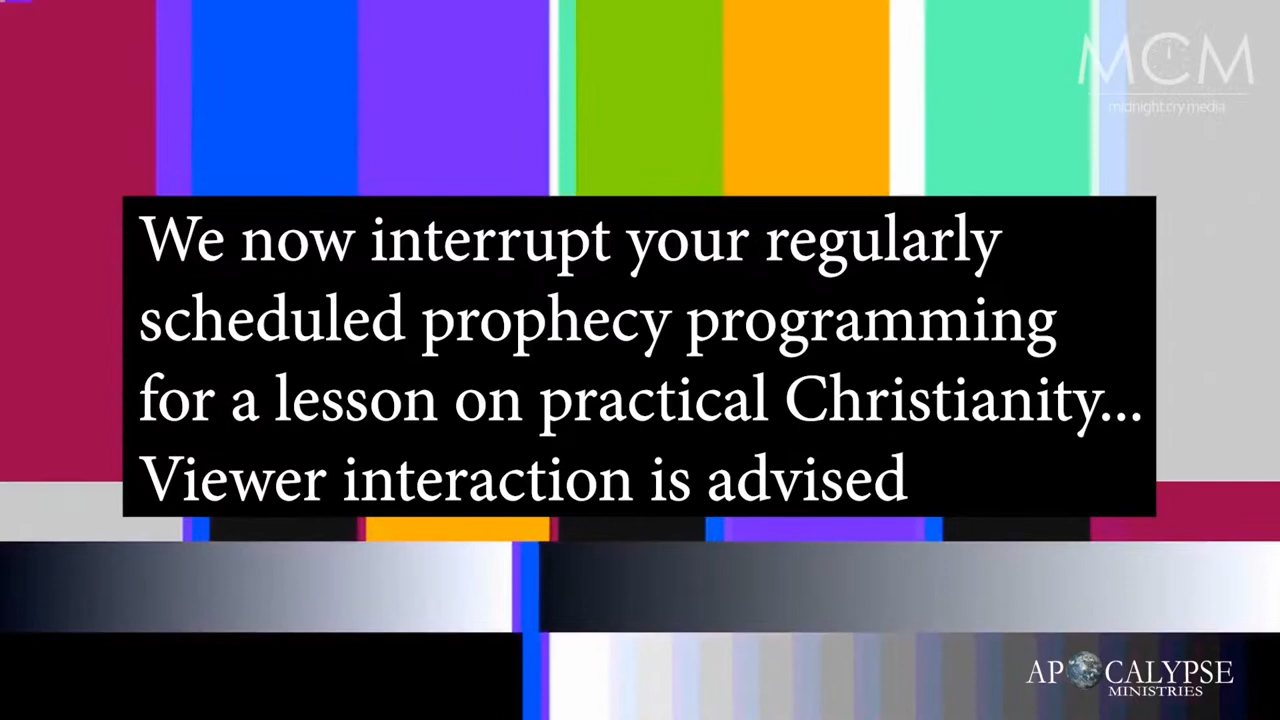 MCM
midnight.cry.media
We now interrupt your regularly
scheduled prophecy programming
for a lesson on practical Christianity...
Viewer interaction is advised
APOCALYPSE
MINISTRIES